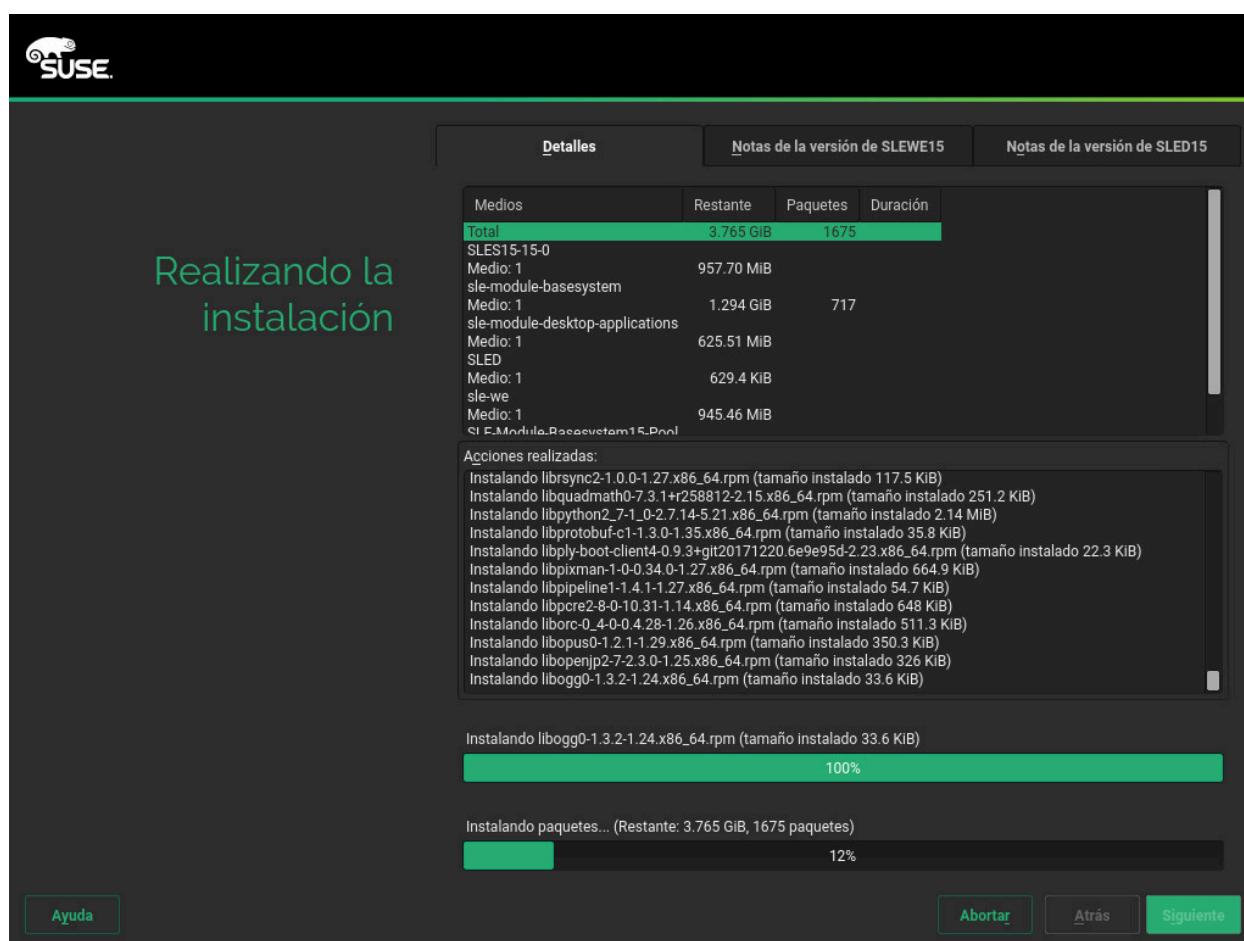 SUSE.
Detalles
Notas de la versión de SLEWE15
Notas de la versión de SLED15
Realizando la
instalación
Medios Restante Paquetes Duración
Total 3.765 GiB 1675
SLES15-15-0
Medio: 1 957.70 MiB
sle-module-basesystem
Medio: 1 1.294 GiB 717
sle-module-desktop-applications
Medio: 1 625.51 MiB
SLED
Medio: 1 629.4 KiB
sle-we
Medio: 1 945.46 MiB
SLE-Module-Basesystem15-Pool
Acciones realizadas:
Instalando librsync2-1.0.0-1.27.x86_64.rpm (tamaño instalado 117.5 KiB)
Instalando libquadmath0-7.3.1+r258812-2.15.x86_64.rpm (tamaño instalado 251.2 KiB)
Instalando libpython2_7-1_0-2.7.14-5.21.x86_64.rpm (tamaño instalado 2.14 MiB)
Instalando libprotobuf-c1-1.3.0-1.35.x86_64.rpm (tamaño instalado 35.8 KiB)
Instalando libply-boot-client4-0.9.3+git20171220.6e9e95d-2.23.x86_64.rpm (tamaño instalado 22.3 KiB)
Instalando libpixman-1-0-0.34.0-1.27.x86_64.rpm (tamaño instalado 664.9 KiB)
Instalando libpipeline1-1.4.1-1.27.x86_64.rpm (tamaño instalado 54.7 KiB)
Instalando libpcre2-8-0-10.31-1.14.x86_64.rpm (tamaño instalado 648 KiB)
Instalando liborc-0_4-0-0.4.28-1.26.x86_64.rpm (tamaño instalado 511.3 KiB)
Instalando libopus0-1.2.1-1.29.x86_64.rpm (tamaño instalado 350.3 KiB)
Instalando libopenjp2-7-2.3.0-1.25.x86_64.rpm (tamaño instalado 326 KiB)
Instalando libogg0-1.3.2-1.24.x86_64.rpm (tamaño instalado 33.6 KiB)
Instalando libogg0-1.3.2-1.24.x86_64.rpm (tamaño instalado 33.6 KiB)
100%
Instalando paquetes... (Restante: 3.765 GiB, 1675 paquetes)
12%
Ayuda
Abortar
Atrás
Siguiente